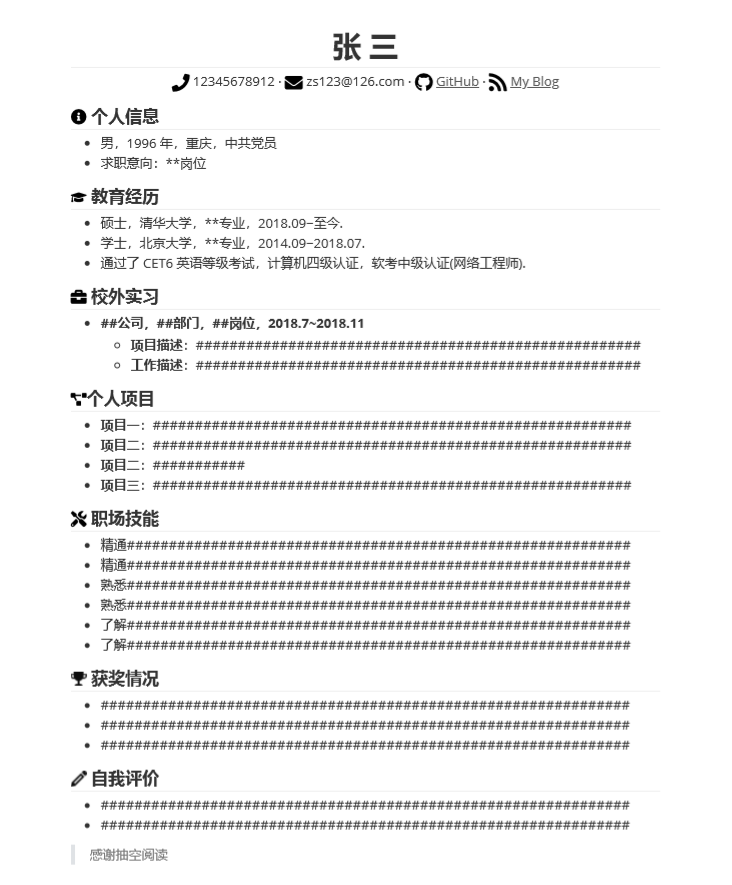 张 三
12345678912 · zs123@126.com · GitHub · My Blog
个人信息
男，1996 年，重庆，中共党员
求职意向：**岗位
教育经历
硕士，清华大学，**专业，2018.09~至今.
学士，北京大学，**专业，2014.09~2018.07.
通过了 CET6 英语等级考试，计算机四级认证，软考中级认证(网络工程师).
校外实习
##公司，##部门，##岗位，2018.7~2018.11
项目描述：#####################################################
工作描述：#####################################################
个人项目
项目一：#########################################################
项目二：#########################################################
项目二：###########
项目三：#########################################################
职场技能
精通############################################################
精通############################################################
熟悉############################################################
熟悉############################################################
了解############################################################
了解############################################################
获奖情况
###############################################################
###############################################################
###############################################################
自我评价
###############################################################
###############################################################
感谢抽空阅读